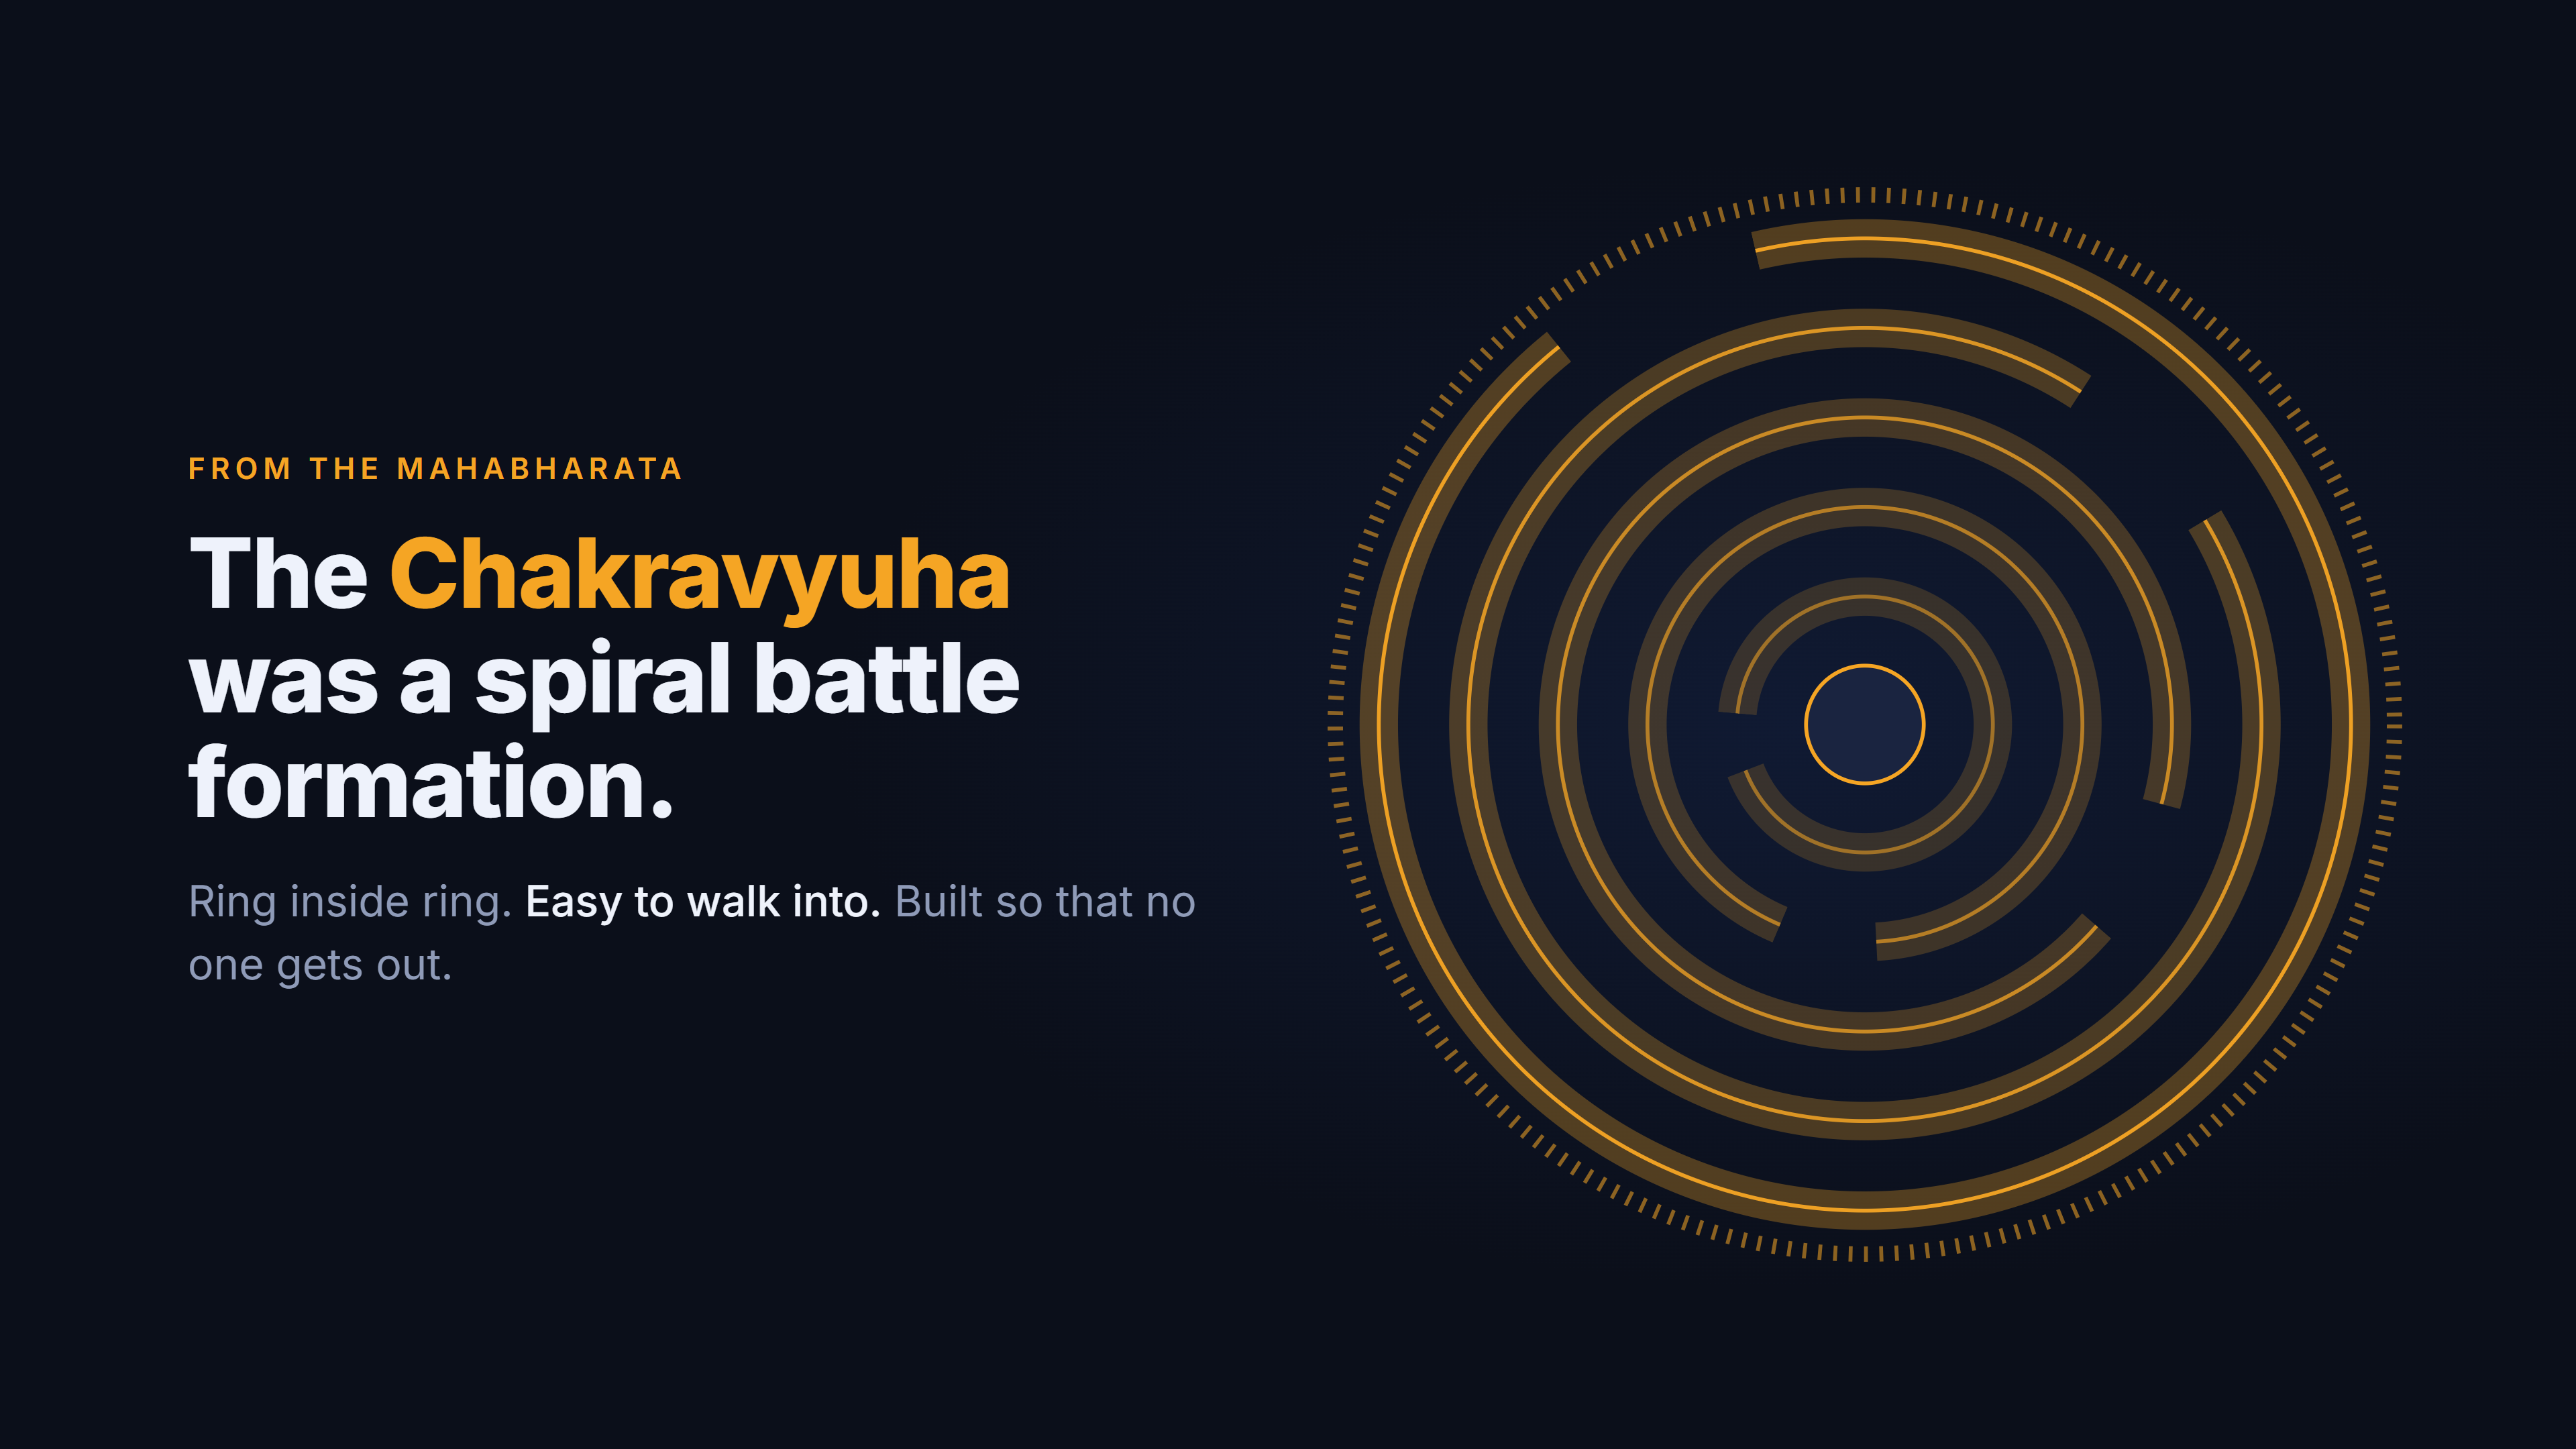 FROM THE MAHABHARATA
The Chakravyuha
was a spiral battle
formation.
Ring inside ring. Easy to walk into. Built so that no
one gets out.